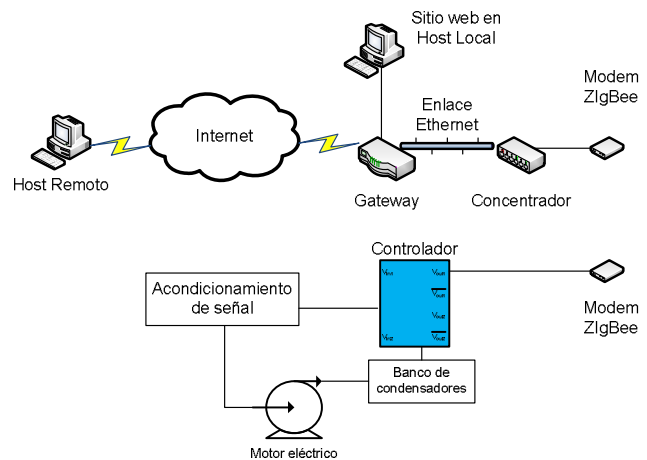 Sitio web en
Host Local
Modem
ZIgBee
Enlace
Ethernet
Internet
Host Remoto
Gateway
Concentrador
Controlador
Acondicionamiento
de señal
Modem
ZIgBee
Banco de
condensadores
Motor eléctrico